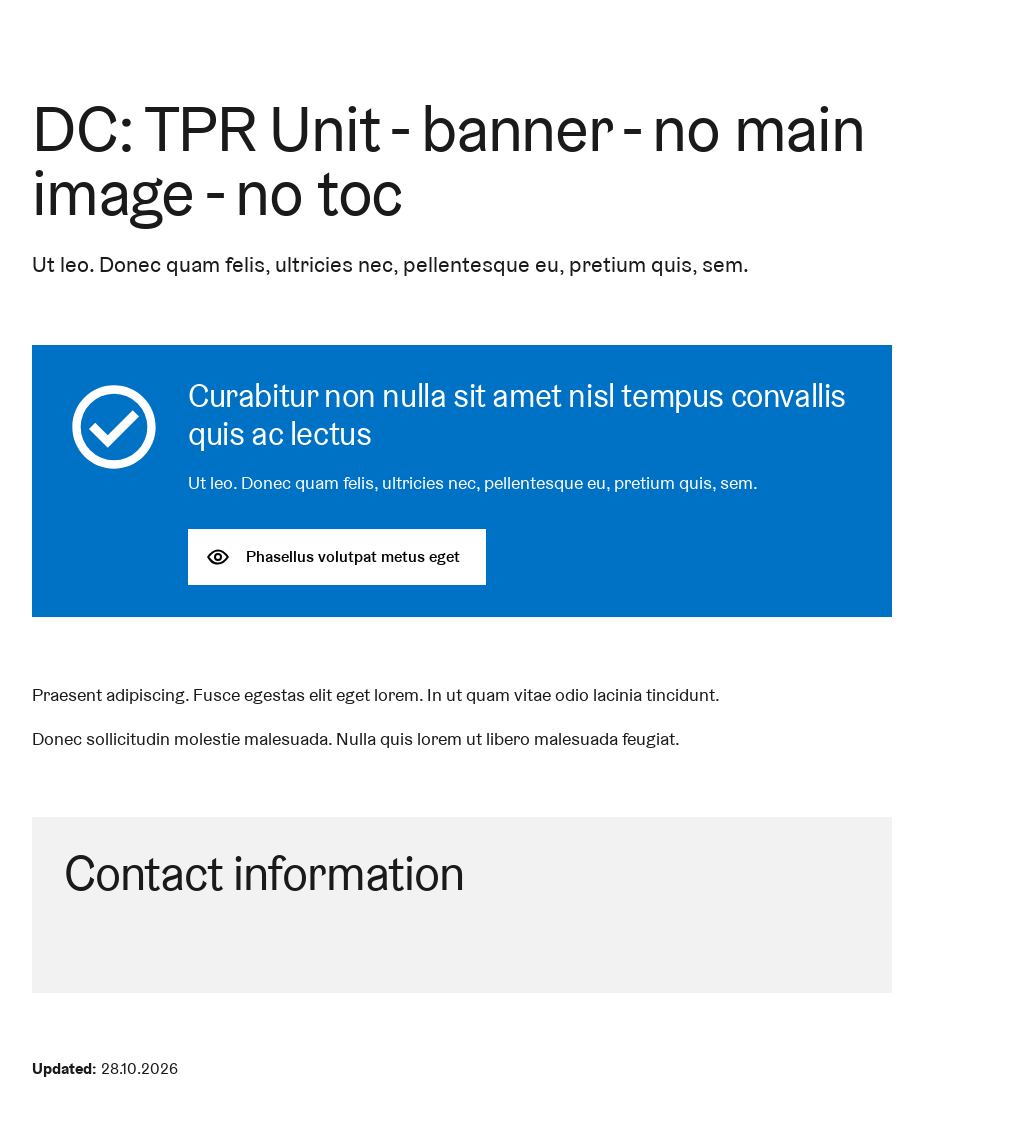 DC: TPR Unit - banner - no main
image - no toc
Ut leo. Donec quam felis, ultricies nec, pellentesque eu, pretium quis, sem.
Curabitur non nulla sit amet nisl tempus convallis
quis ac lectus
Ut leo. Donec quam felis, ultricies nec, pellentesque eu, pretium quis, sem.
Phasellus volutpat metus eget
Praesent adipiscing. Fusce egestas elit eget lorem. In ut quam vitae odio lacinia tincidunt.
Donec sollicitudin molestie malesuada. Nulla quis lorem ut libero malesuada feugiat.
Contact information
Updated: 28.10.2026